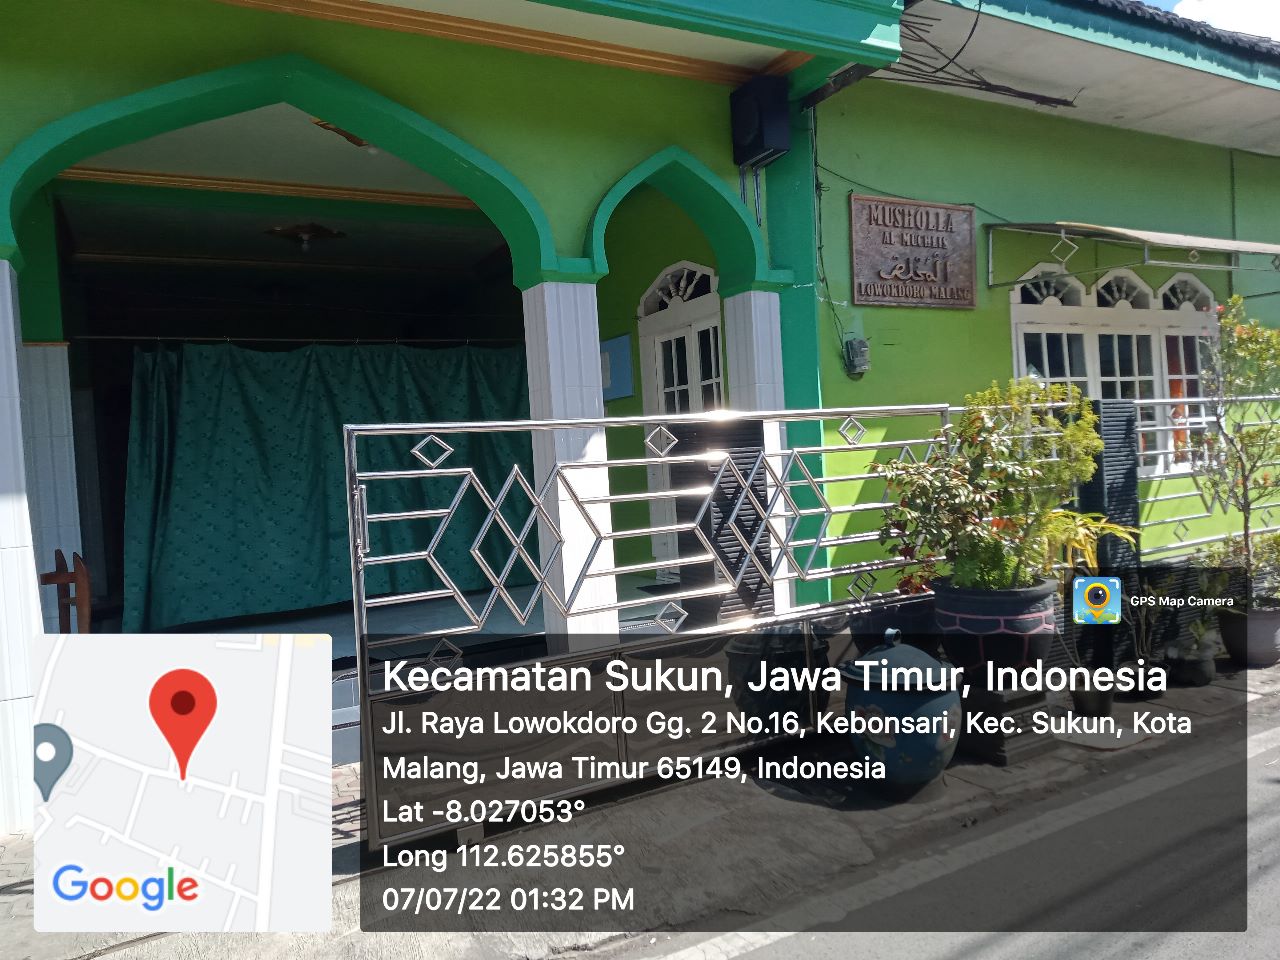 MUSHOLLA
AL MUCHLIS
LOWOKDORO MALANG
GPS Map Camera
Kecamatan Sukun, Jawa Timur, Indonesia
Jl. Raya Lowokdoro Gg. 2 No.16, Kebonsari, Kec. Sukun, Kota
Malang, Jawa Timur 65149, Indonesia
Lat -8.027053°
Long 112.625855°
07/07/22 01:32 PM
Google